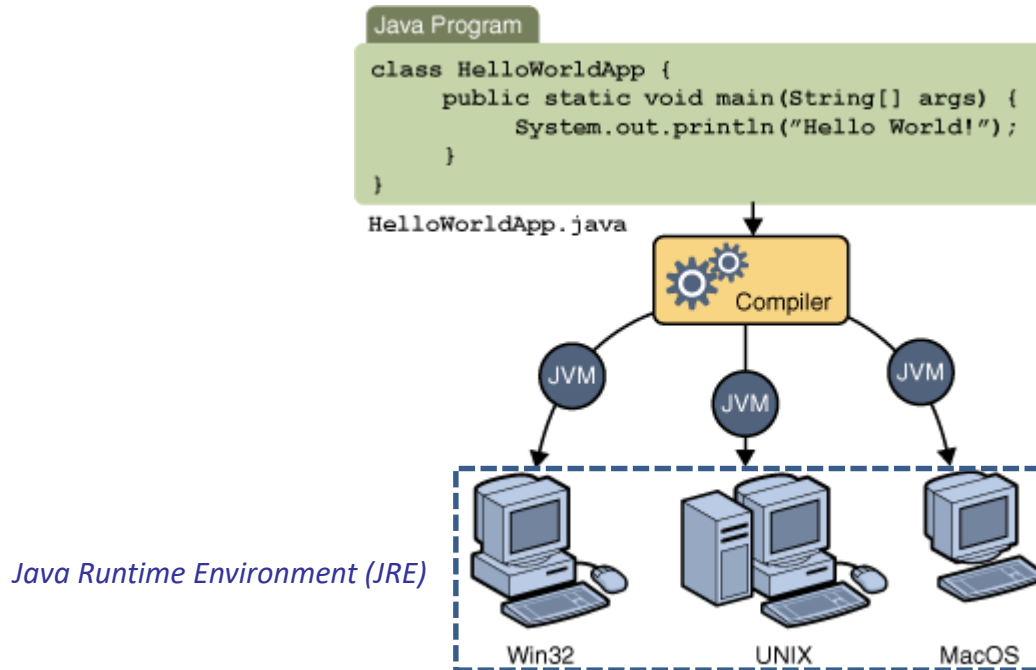 Java Program
class HelloWorldApp {
public static void main(String[] args) {
System.out.println(”Hello World!”);
}
}
HelloWorldApp.java
Compiler
JVM
JVM
JVM
Java Runtime Environment (JRE)
Win32
UNIX
MacOS